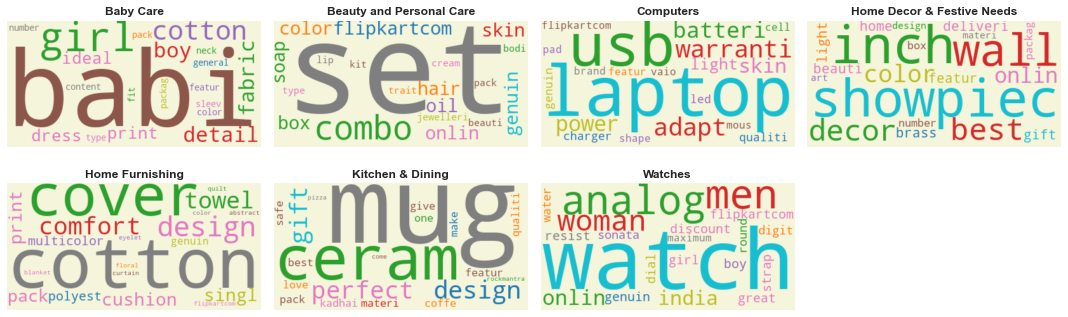 Baby Care
number
girl
pack
cotton
ideal
boy
neck
general
fabric
babi
content
fit
packag
featur
sleev
color
dress
type
print
detail
Beauty and Personal Care
color
flipkartcom
skin
soap
set
bodi
lip
kit
cream
type
trait
hair
pack
genuin
oil
jewelleri
box
combo
beauti
onlin
Computers
flipkartcom
usb
batteri
cell
pad
warranti
brand
featur
vaio
light
skin
genuin
laptop
led
power
adapt
mous
charger
shape
qualiti
Home Decor & Festive Needs
light
home
design
deliveri
inch
wall
materi
packag
box
beauti
color
featur
onlin
art
showpiec
decor
number
brass
best
gift
Home Furnishing
print
cover
quilt
towel
comfort
color
abstract
design
multicolor
eyelet
genuin
cotton
floral
curtain
blanket
pack
polyest
cushion
singl
flipkartcom
Kitchen & Dining
safe
gift
pizza
mug
give
one
make
qualiti
ceram
best
come
featur
love
rockmantra
perfect
design
pack
kadhai
materi
coffe
Watches
water
analog
men
woman
flipkartcom
discount
round
digit
resist
sonata
maximum
watch
dial
girl
boy
strap
onlin
genuin
india
great